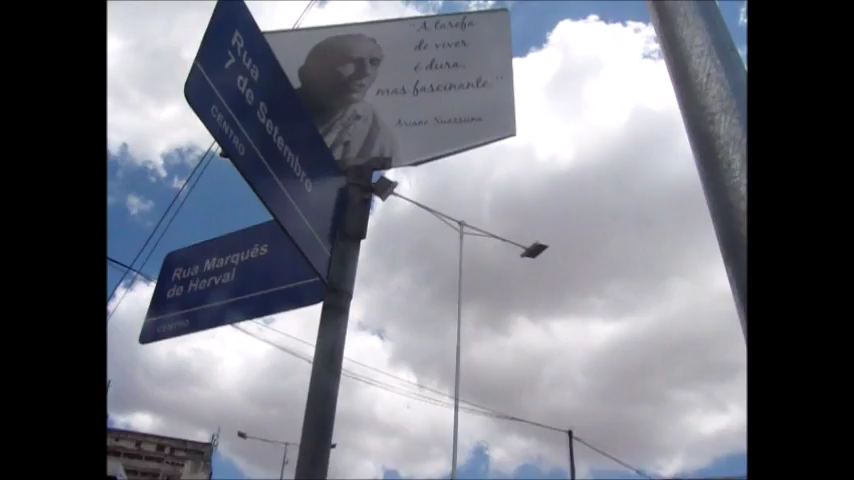 "A tarefa
de viver
é dura,
mas fascinante."
Ariano Suassuna
Rua
7 de Setembro
CENTRO
Rua Marquês
de Herval
CENTRO